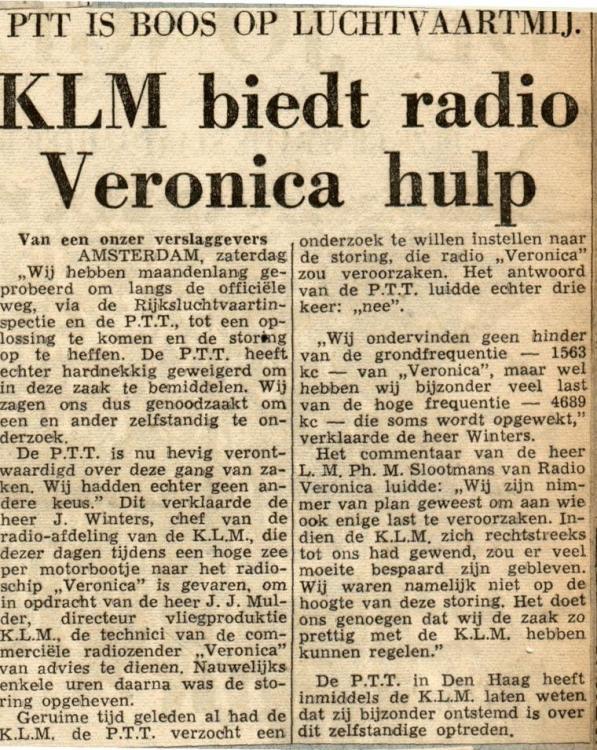 PTT IS BOOS OP LUCHTVAARTMIJ.
KLM biedt radio
Veronica hulp
Van een onzer verslaggevers
AMSTERDAM, zaterdag
„Wij hebben maandenlang ge-
probeerd om langs de officiële
weg, via de Rijksluchtvaartin-
spectie en de P.T.T., tot een op-
lossing te komen en de storing
op te heffen. De P.T.T. heeft
echter hardnekkig geweigerd om
in deze zaak te bemiddelen. Wij
zagen ons dus genoodzaakt om
een en ander zelfstandig te on-
derzoek.
De P.T.T. is nu hevig veront-
waardigd over deze gang van za-
ken. Wij hadden echter geen an-
dere keus.” Dit verklaarde de
heer J. Winters, chef van de
radio-afdeling van de K.L.M., die
dezer dagen tijdens een hoge zee
per motorbootje naar het radio-
schip „Veronica” is gevaren, om
in opdracht van de heer J. J. Mul-
der, directeur vliegproduktie
K.L.M., de technici van de com-
merciële radiozender „Veronica”
van advies te dienen. Nauwelijks
enkele uren daarna was de sto-
ring opgeheven.
Geruime tijd geleden al had de
K.L.M. de P.T.T. verzocht een
onderzoek te willen instellen naar
de storing, die radio „Veronica”
zou veroorzaken. Het antwoord
van de P.T.T. luidde echter drie
keer: „nee”.
„Wij ondervinden geen hinder
van de grondfrequentie — 1563
kc — van „Veronica”, maar wel
hebben wij bijzonder veel last
van de hoge frequentie — 4689
kc — die soms wordt opgewekt,”
verklaarde de heer Winters.
Het commentaar van de heer
L. M. Ph. M. Slootmans van Radio
Veronica luidde: „Wij zijn nim-
mer van plan geweest om aan wie
ook enige last te veroorzaken. In-
dien de K.L.M. zich rechtstreeks
tot ons had gewend, zou er veel
moeite bespaard zijn gebleven.
Wij waren namelijk niet op de
hoogte van deze storing. Het doet
ons genoegen dat wij de zaak zo
prettig met de K.L.M. hebben
kunnen regelen.”
De P.T.T. in Den Haag heeft
inmiddels de K.L.M. laten weten
dat zij bijzonder ontstemd is over
dit zelfstandige optreden.